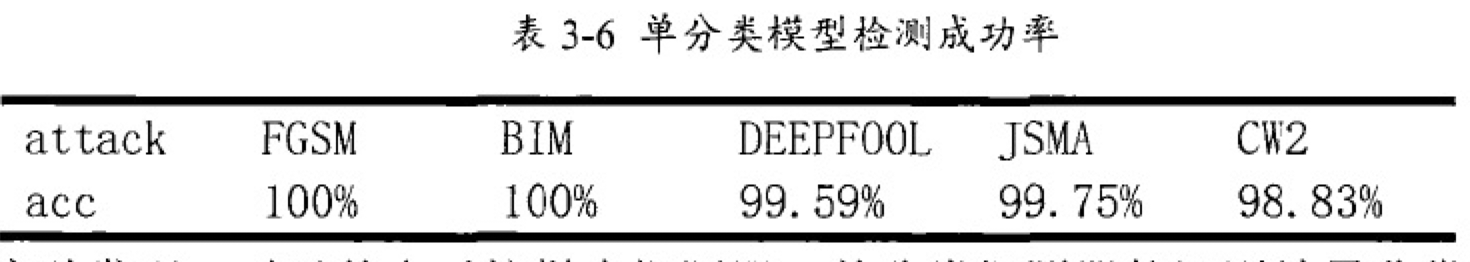 表 3-6 单分类模型检测成功率
attack FGSM BIM DEEPFOOL JSMA CW2
acc 100% 100% 99.59% 99.75% 98.83%